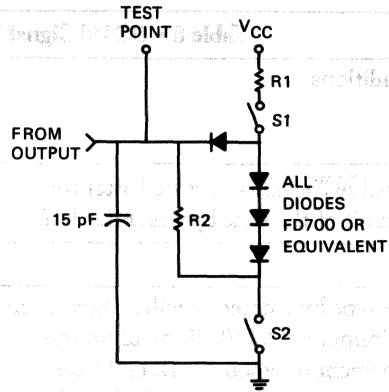 TEST
POINT
VCC
R1
S1
FROM
OUTPUT
ALL
DIODES
FD700 OR
EQUIVALENT
15 pF
R2
S2